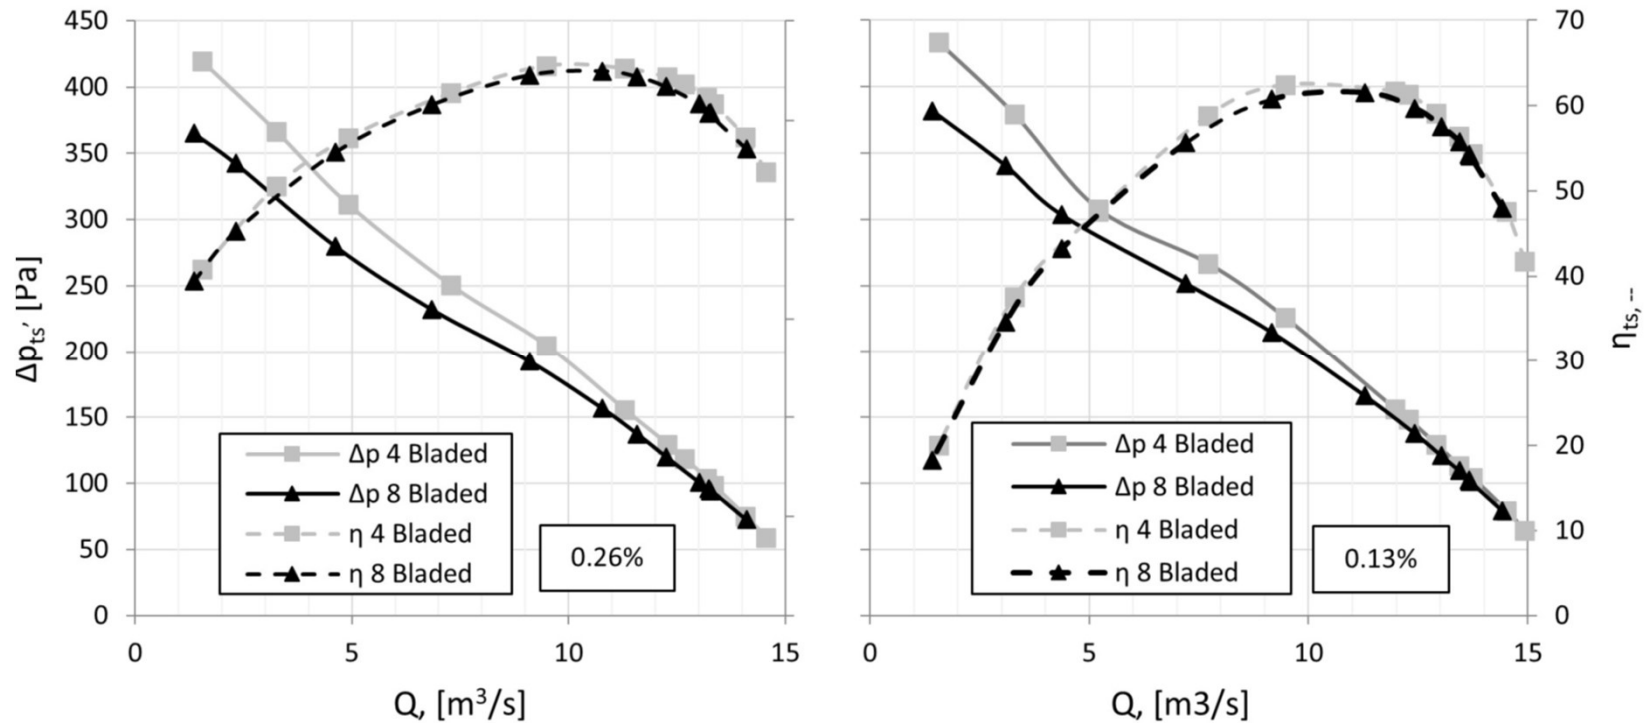 450
400
350
300
250
200
150
100
50
0
Δp_ts, [Pa]
Δp 4 Bladed
Δp 8 Bladed
η 4 Bladed
η 8 Bladed
0.26%
0 5 10 15
Q, [m³/s]
Δp 4 Bladed
Δp 8 Bladed
η 4 Bladed
η 8 Bladed
0.13%
0 5 10 15
Q, [m3/s]
70
60
50
40
30
20
10
0
η_ts, --